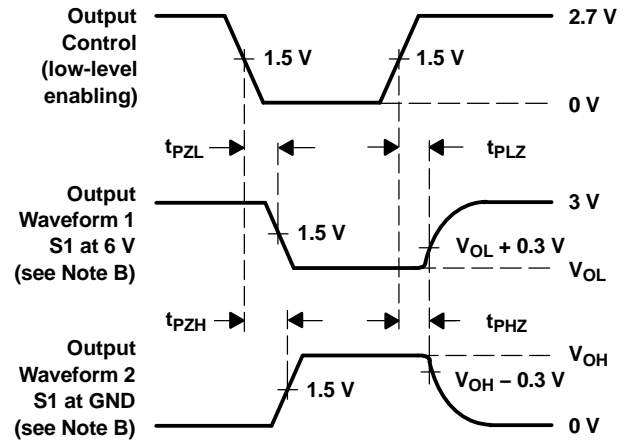 Output
Control
(low-level
enabling)
1.5 V
1.5 V
2.7 V
0 V
tPZL
tPLZ
Output
Waveform 1
S1 at 6 V
(see Note B)
1.5 V
3 V
VOL + 0.3 V
VOL
tPZH
tPHZ
Output
Waveform 2
S1 at GND
(see Note B)
1.5 V
VOH
VOH – 0.3 V
0 V